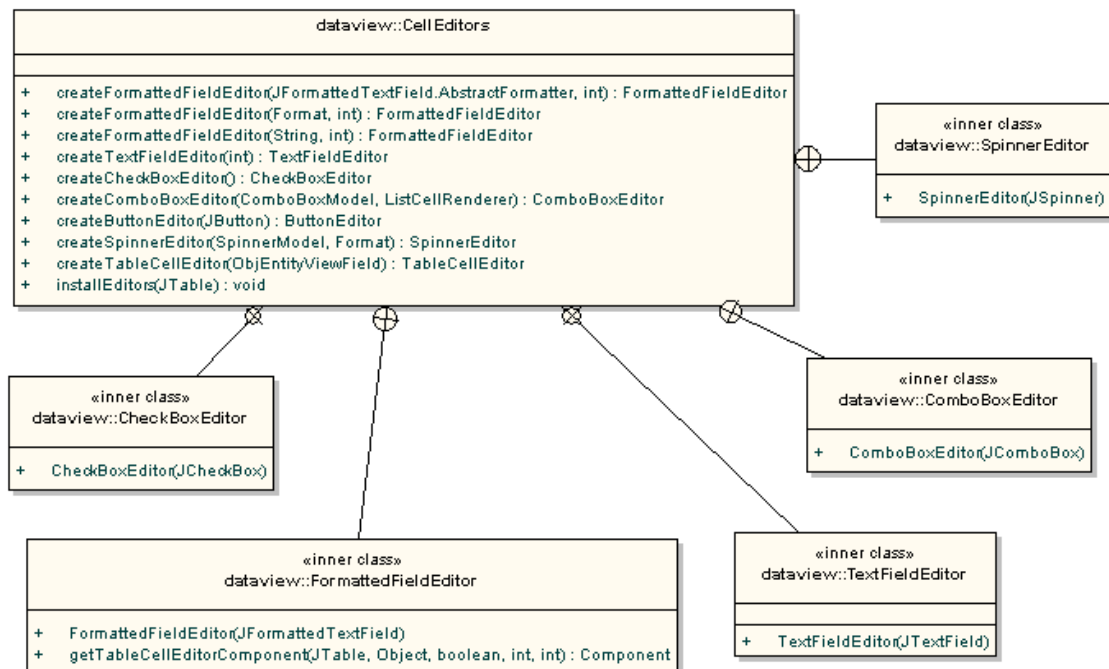 dataview::CellEditors
+ createFormattedFieldEditor(JFormattedTextField.AbstractFormatter, int) : FormattedFieldEditor
+ createFormattedFieldEditor(Format, int) : FormattedFieldEditor
+ createFormattedFieldEditor(String, int) : FormattedFieldEditor
+ createTextFieldEditor(int) : TextFieldEditor
+ createCheckBoxEditor() : CheckBoxEditor
+ createComboBoxEditor(ComboBoxModel, ListCellRenderer) : ComboBoxEditor
+ createButtonEditor(JButton) : ButtonEditor
+ createSpinnerEditor(SpinnerModel, Format) : SpinnerEditor
+ createTableCellEditor(ObjEntityViewField) : TableCellEditor
+ installEditors(JTable) : void
«inner class»
dataview::SpinnerEditor
+ SpinnerEditor(JSpinner)
«inner class»
dataview::CheckBoxEditor
+ CheckBoxEditor(JCheckBox)
«inner class»
dataview::ComboBoxEditor
+ ComboBoxEditor(JComboBox)
«inner class»
dataview::FormattedFieldEditor
+ FormattedFieldEditor(JFormattedTextField)
+ getTableCellEditorComponent(JTable, Object, boolean, int, int) : Component
«inner class»
dataview::TextFieldEditor
+ TextFieldEditor(JTextField)